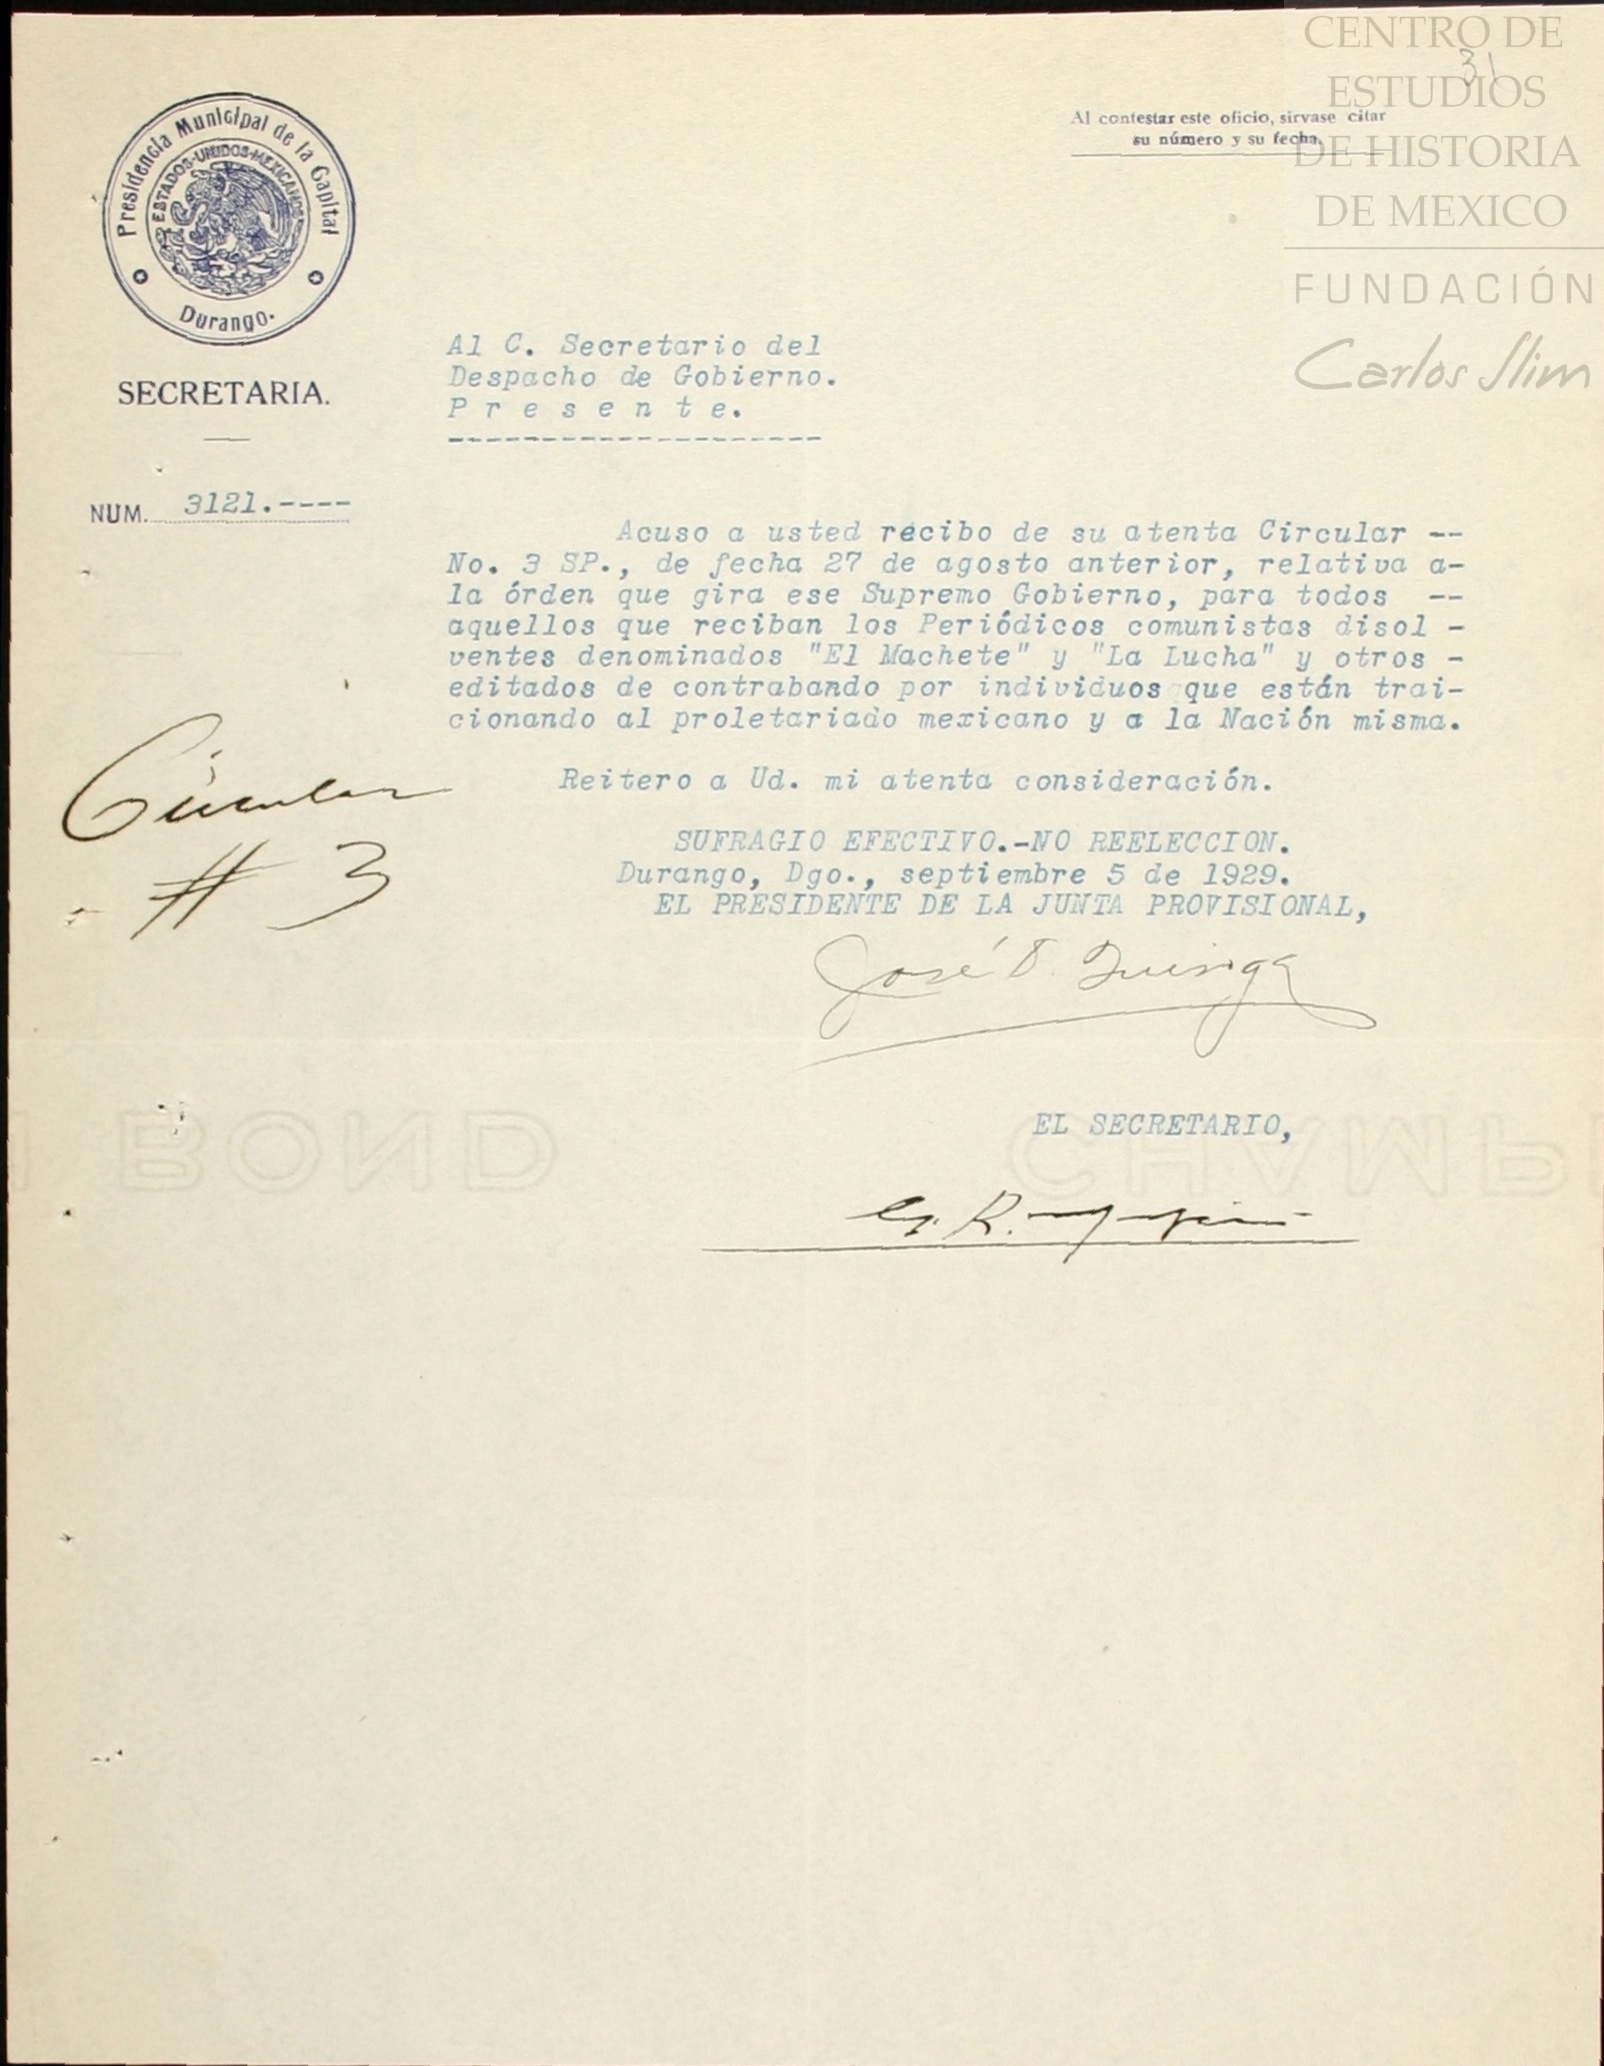 CENTRO DE
ESTUDIOS
DE HISTORIA
DE MEXICO
FUNDACIÓN
Carlos Slim
31
Al contestar este oficio, sirvase citar
su número y su fecha.
Presidencia Municipal de la Capital
ESTADOS-UNIDOS-MEXICANOS
Durango.
SECRETARIA.
NUM. 3121.----
Al C. Secretario del
Despacho de Gobierno.
P r e s e n t e.
--------------------
Acuso a usted recibo de su atenta Circular --
No. 3 SP., de fecha 27 de agosto anterior, relativa a-
la órden que gira ese Supremo Gobierno, para todos --
aquellos que reciban los Periódicos comunistas disol -
ventes denominados "El Machete" y "La Lucha" y otros -
editados de contrabando por individuos que están trai-
cionando al proletariado mexicano y a la Nación misma.
Circular
# 3
Reitero a Ud. mi atenta consideración.
SUFRAGIO EFECTIVO.-NO REELECCION.
Durango, Dgo., septiembre 5 de 1929.
EL PRESIDENTE DE LA JUNTA PROVISIONAL,
José
EL SECRETARIO,
R.
BOND
CHAMP